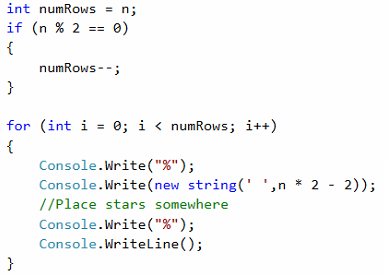 int numRows = n;
if (n % 2 == 0)
{
    numRows--;
}

for (int i = 0; i < numRows; i++)
{
    Console.Write("%");
    Console.Write(new string(' ',n * 2 - 2));
    //Place stars somewhere
    Console.Write("%");
    Console.WriteLine();
}